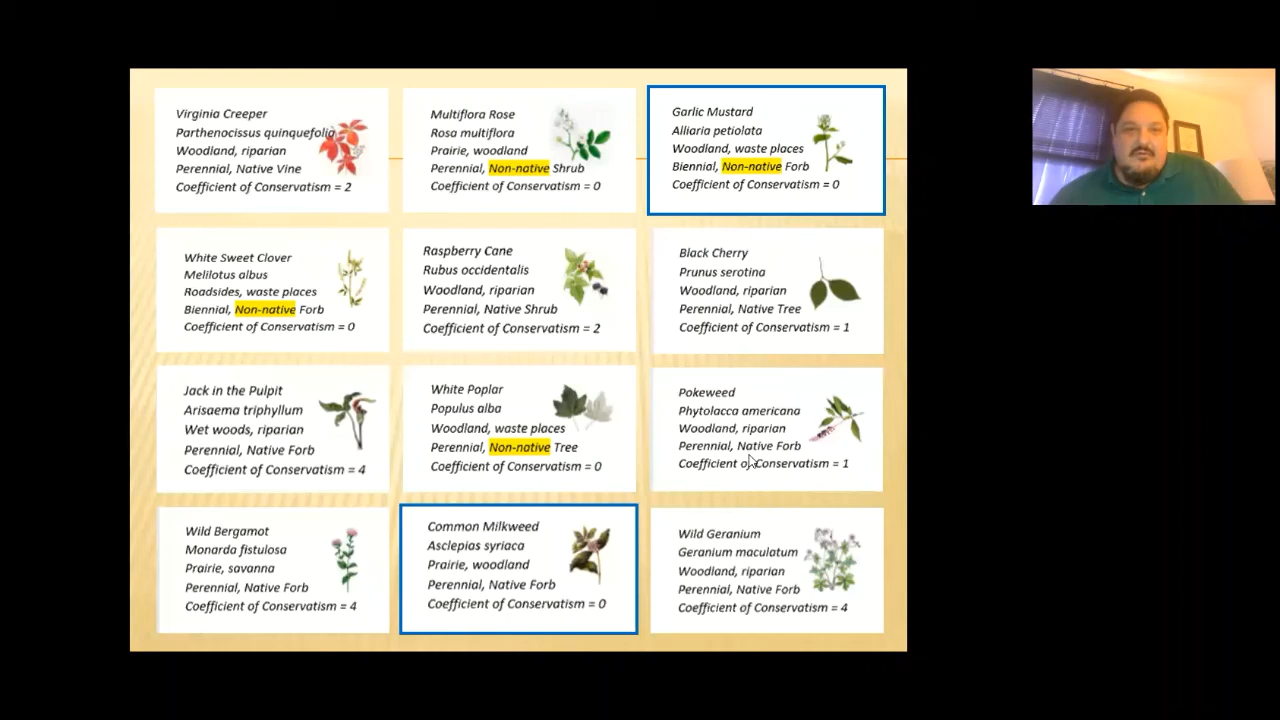 Virginia Creeper
Parthenocissus quinquefolia
Woodland, riparian
Perennial, Native Vine
Coefficient of Conservatism = 2
Multiflora Rose
Rosa multiflora
Prairie, woodland
Perennial, Non-native Shrub
Coefficient of Conservatism = 0
Garlic Mustard
Alliaria petiolata
Woodland, waste places
Biennial, Non-native Forb
Coefficient of Conservatism = 0
White Sweet Clover
Melilotus albus
Roadsides, waste places
Biennial, Non-native Forb
Coefficient of Conservatism = 0
Raspberry Cane
Rubus occidentalis
Woodland, riparian
Perennial, Native Shrub
Coefficient of Conservatism = 2
Black Cherry
Prunus serotina
Woodland, riparian
Perennial, Native Tree
Coefficient of Conservatism = 1
Jack in the Pulpit
Arisaema triphyllum
Wet woods, riparian
Perennial, Native Forb
Coefficient of Conservatism = 4
White Poplar
Populus alba
Woodland, waste places
Perennial, Non-native Tree
Coefficient of Conservatism = 0
Pokeweed
Phytolacca americana
Woodland, riparian
Perennial, Native Forb
Coefficient of Conservatism = 1
Wild Bergamot
Monarda fistulosa
Prairie, savanna
Perennial, Native Forb
Coefficient of Conservatism = 4
Common Milkweed
Asclepias syriaca
Prairie, woodland
Perennial, Native Forb
Coefficient of Conservatism = 0
Wild Geranium
Geranium maculatum
Woodland, riparian
Perennial, Native Forb
Coefficient of Conservatism = 4